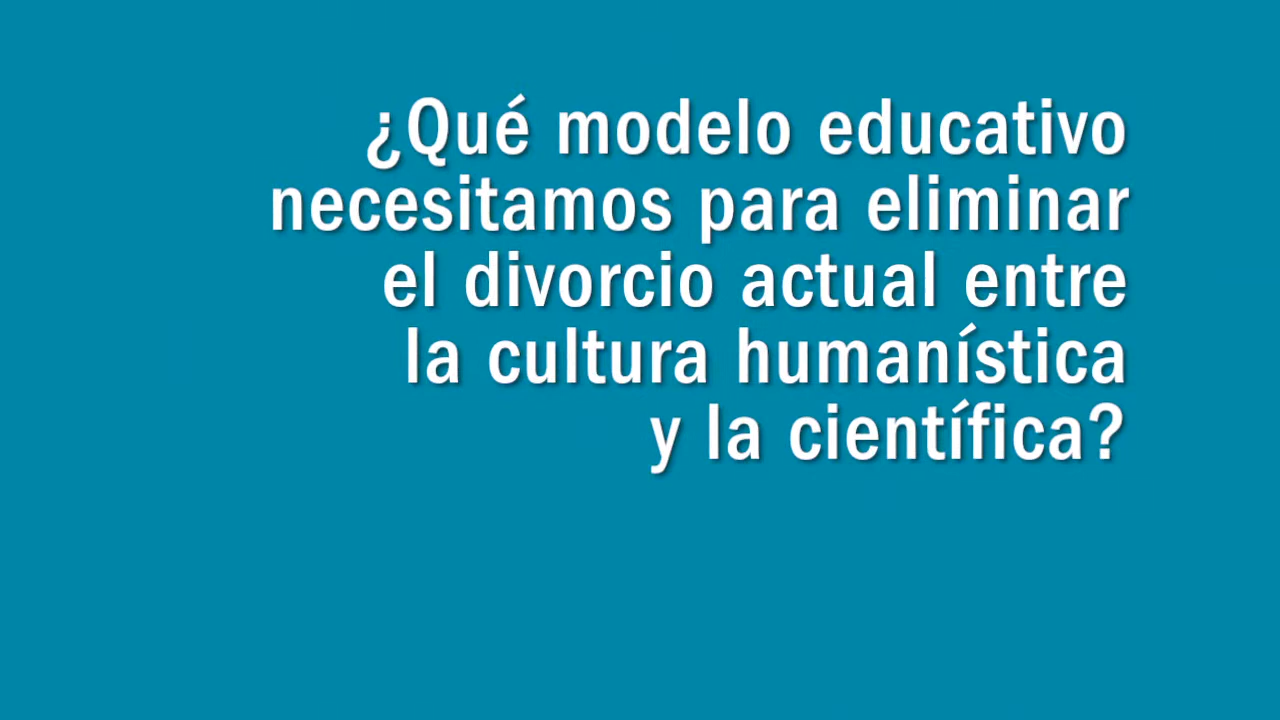 ¿Qué modelo educativo
necesitamos para eliminar
el divorcio actual entre
la cultura humanística
y la científica?